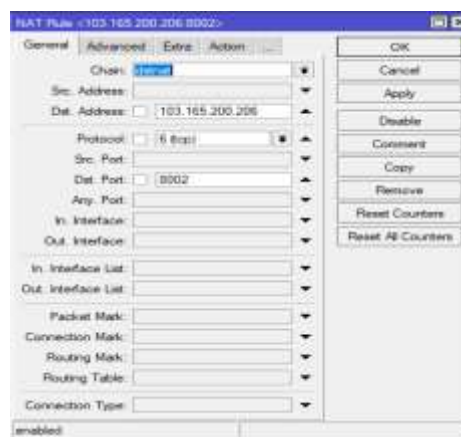 NAT Rule <103.165.200.206:8002>
General Advanced Extra Action ...
Chain: dstnat
Src. Address:
Dst. Address: 103.165.200.206
Protocol: 6 (tcp)
Src. Port:
Dst. Port: 8002
Any. Port:
In. Interface:
Out. Interface:
In. Interface List:
Out. Interface List:
Packet Mark:
Connection Mark:
Routing Mark:
Routing Table:
Connection Type:
enabled
OK
Cancel
Apply
Disable
Comment
Copy
Remove
Reset Counters
Reset All Counters